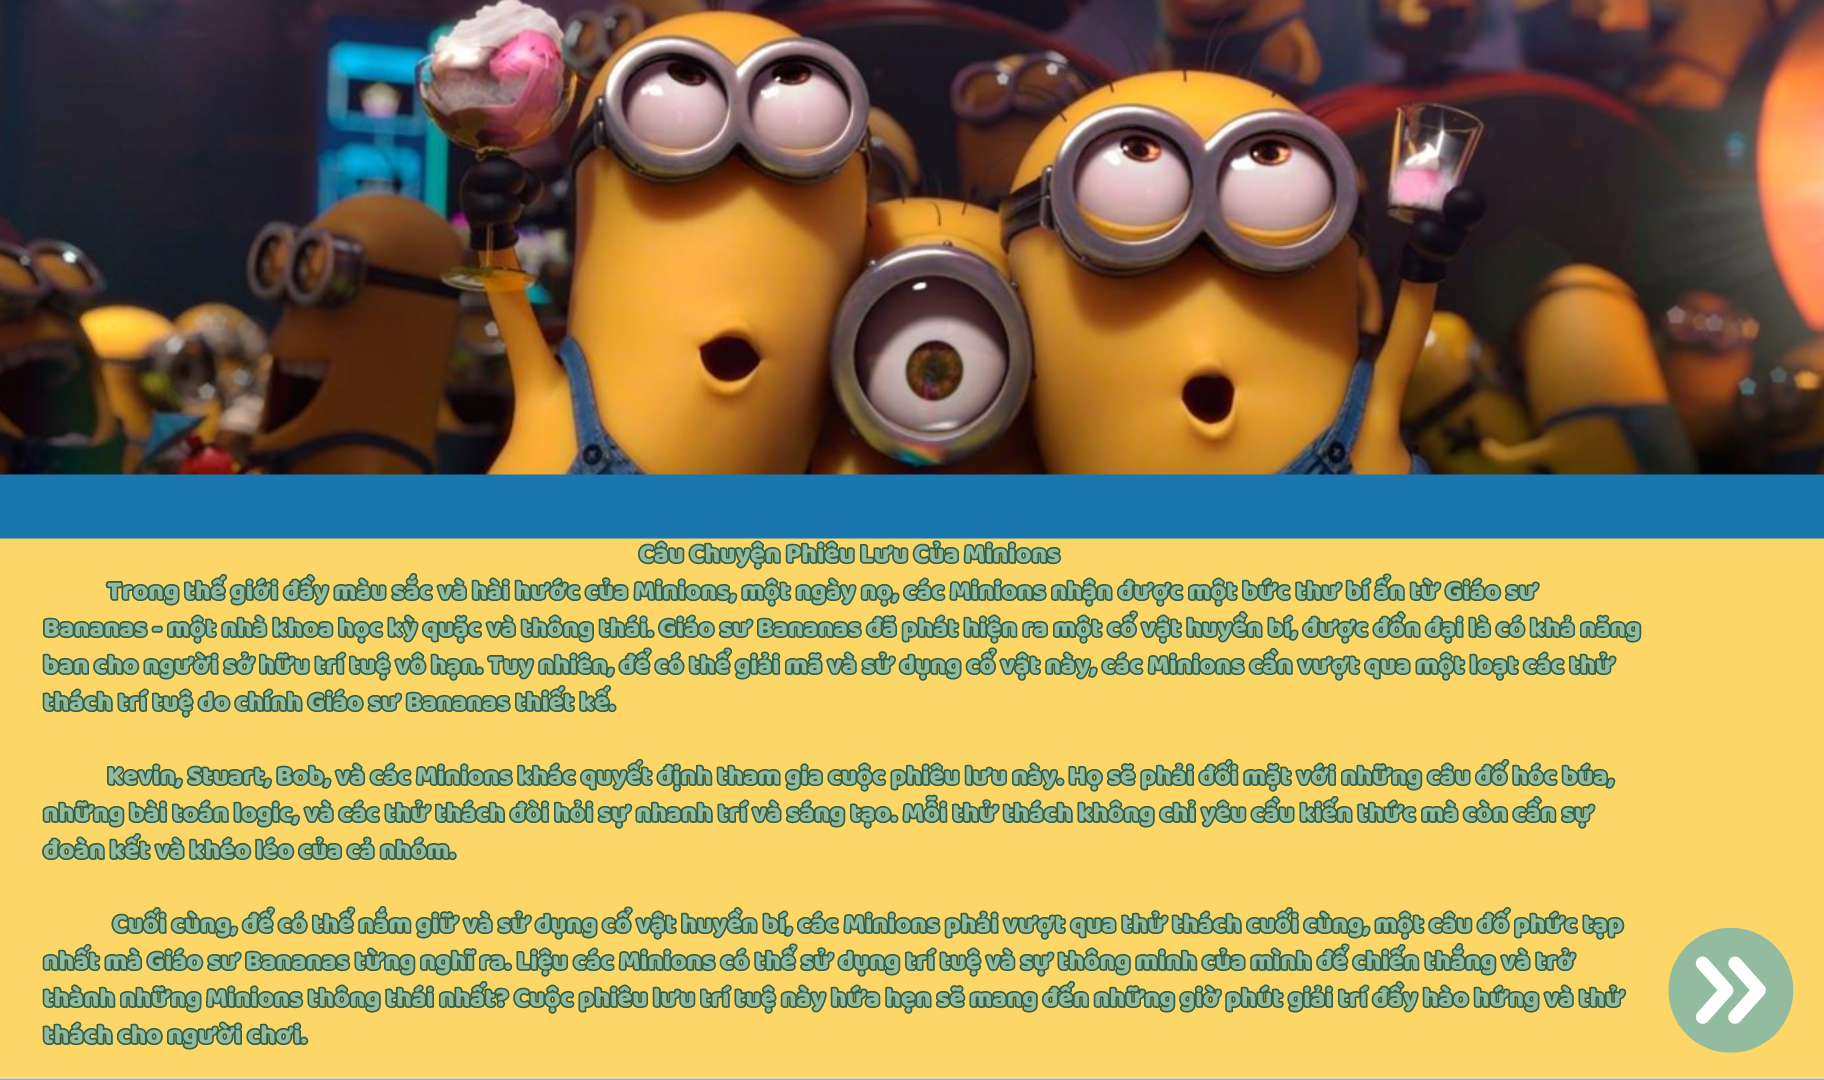 Câu Chuyện Phiêu Lưu Của Minions
Trong thế giới đầy màu sắc và hài hước của Minions, một ngày nọ, các Minions nhận được một bức thư bí ẩn từ Giáo sư
Bananas - một nhà khoa học kỳ quặc và thông thái. Giáo sư Bananas đã phát hiện ra một cổ vật huyền bí, được đồn đại là có khả năng
ban cho người sở hữu trí tuệ vô hạn. Tuy nhiên, để có thể giải mã và sử dụng cổ vật này, các Minions cần vượt qua một loạt các thử
thách trí tuệ do chính Giáo sư Bananas thiết kế.
Kevin, Stuart, Bob, và các Minions khác quyết định tham gia cuộc phiêu lưu này. Họ sẽ phải đối mặt với những câu đố hóc búa,
những bài toán logic, và các thử thách đòi hỏi sự nhanh trí và sáng tạo. Mỗi thử thách không chỉ yêu cầu kiến thức mà còn cần sự
đoàn kết và khéo léo của cả nhóm.
Cuối cùng, để có thể nắm giữ và sử dụng cổ vật huyền bí, các Minions phải vượt qua thử thách cuối cùng, một câu đố phức tạp
nhất mà Giáo sư Bananas từng nghĩ ra. Liệu các Minions có thể sử dụng trí tuệ và sự thông minh của mình để chiến thắng và trở
thành những Minions thông thái nhất? Cuộc phiêu lưu trí tuệ này hứa hẹn sẽ mang đến những giờ phút giải trí đầy hào hứng và thử
thách cho người chơi.